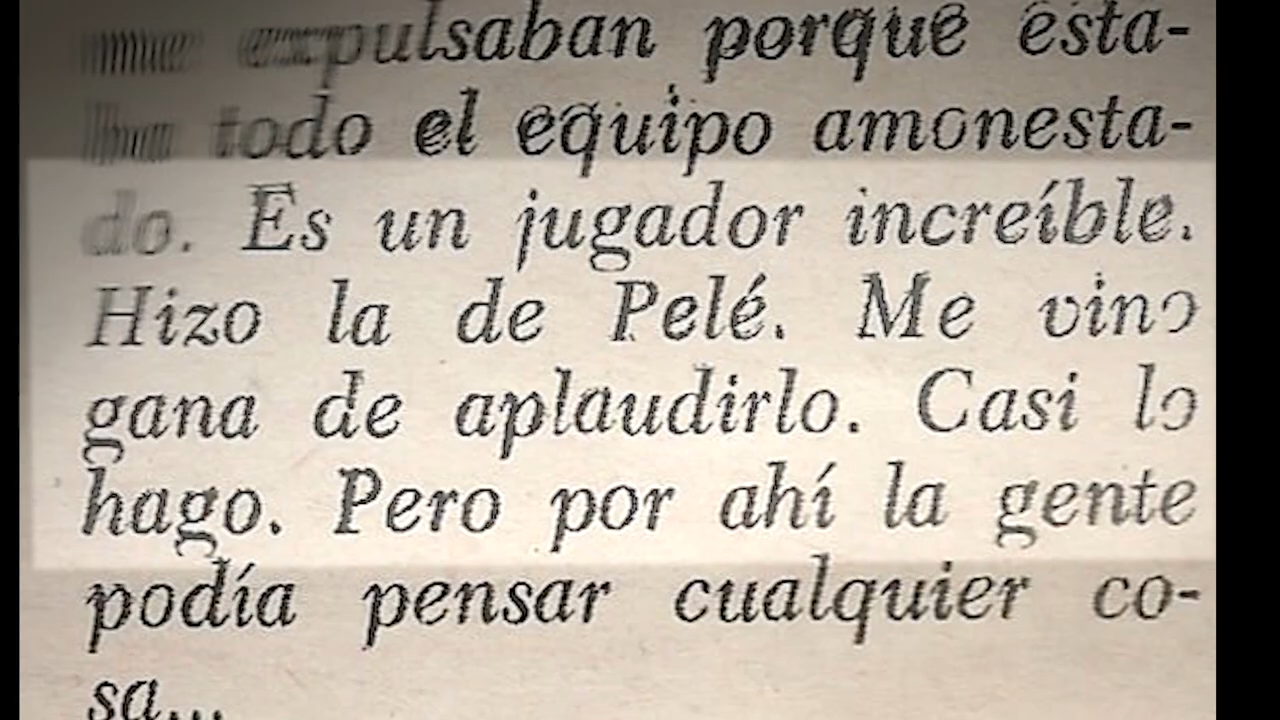 expulsaban porque esta-
todo el equipo amonesta-
do. Es un jugador increíble.
Hizo la de Pelé. Me vino
gana de aplaudirlo. Casi lo
hago. Pero por ahí la gente
podía pensar cualquier co-
sa...